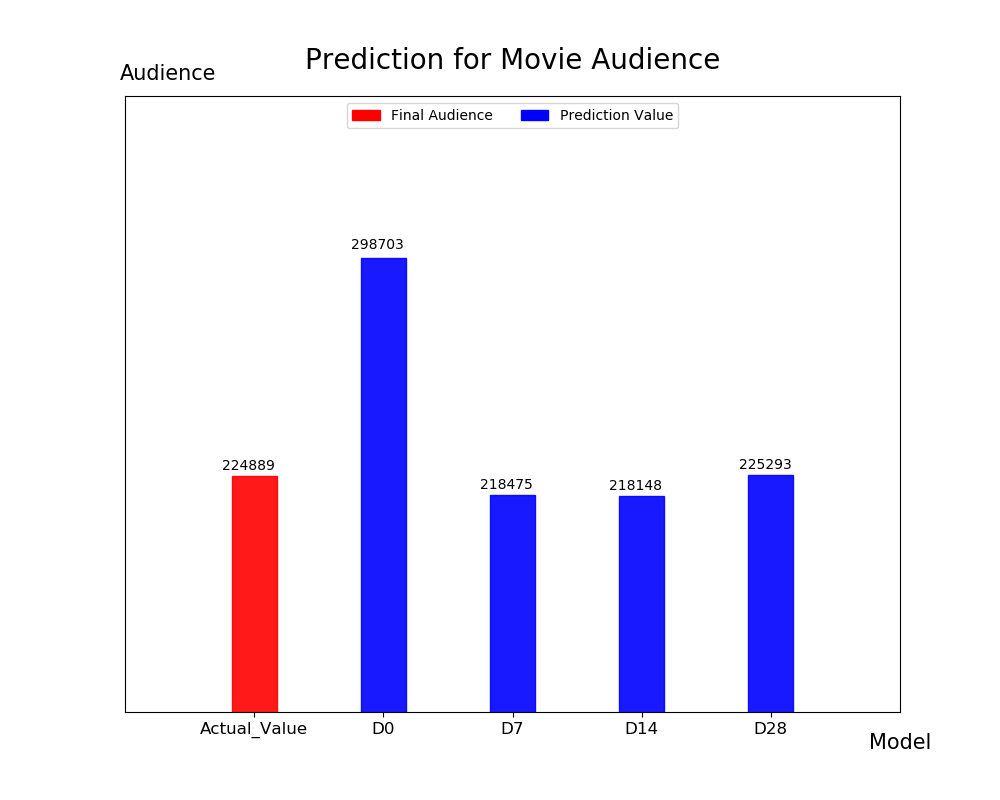 Prediction for Movie Audience
Audience
Final Audience
Prediction Value
298703
224889
218475
218148
225293
Actual_Value
D0
D7
D14
D28
Model